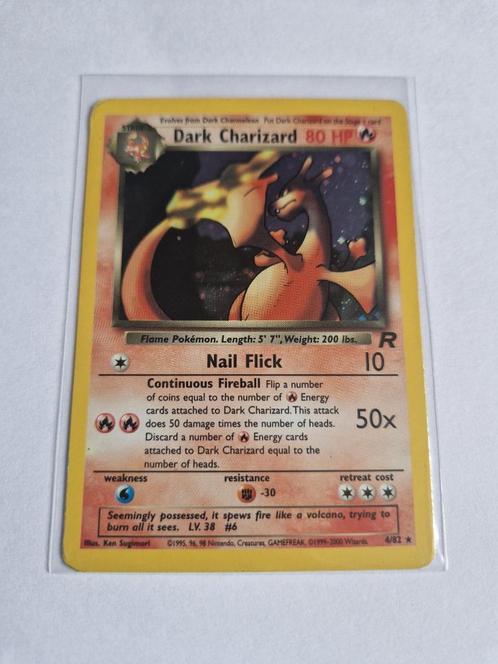 Evolves from Dark Charmeleon Put Dark Charizard on the Stage 1 card
STAGE 2
Dark Charizard 80 HP
Flame Pokémon. Length: 5' 7", Weight: 200 lbs.
R
Nail Flick 10
Continuous Fireball Flip a number
of coins equal to the number of Energy
cards attached to Dark Charizard. This attack
does 50 damage times the number of heads.
Discard a number of Energy cards
attached to Dark Charizard equal to the
number of heads.
50x
weakness resistance retreat cost
-30
Seemingly possessed, it spews fire like a volcano, trying to
burn all it sees. LV. 38 #6
Illus. Ken Sugimori ©1995, 96, 98 Nintendo, Creatures, GAMEFREAK. ©1999-2000 Wizards. 4/82 ★